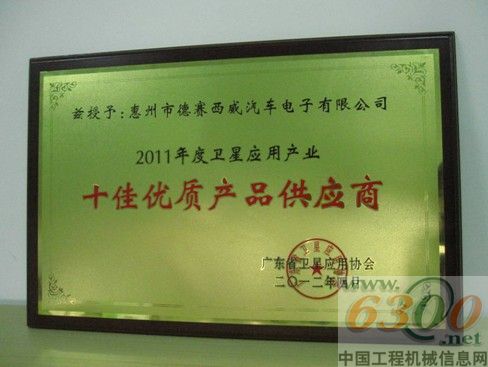 兹授予：惠州市德赛西威汽车电子有限公司
2011年度卫星应用产业
十佳优质产品供应商
广东省卫星应用协会
二〇一二年四月
www.
6300
.net
中国工程机械信息网